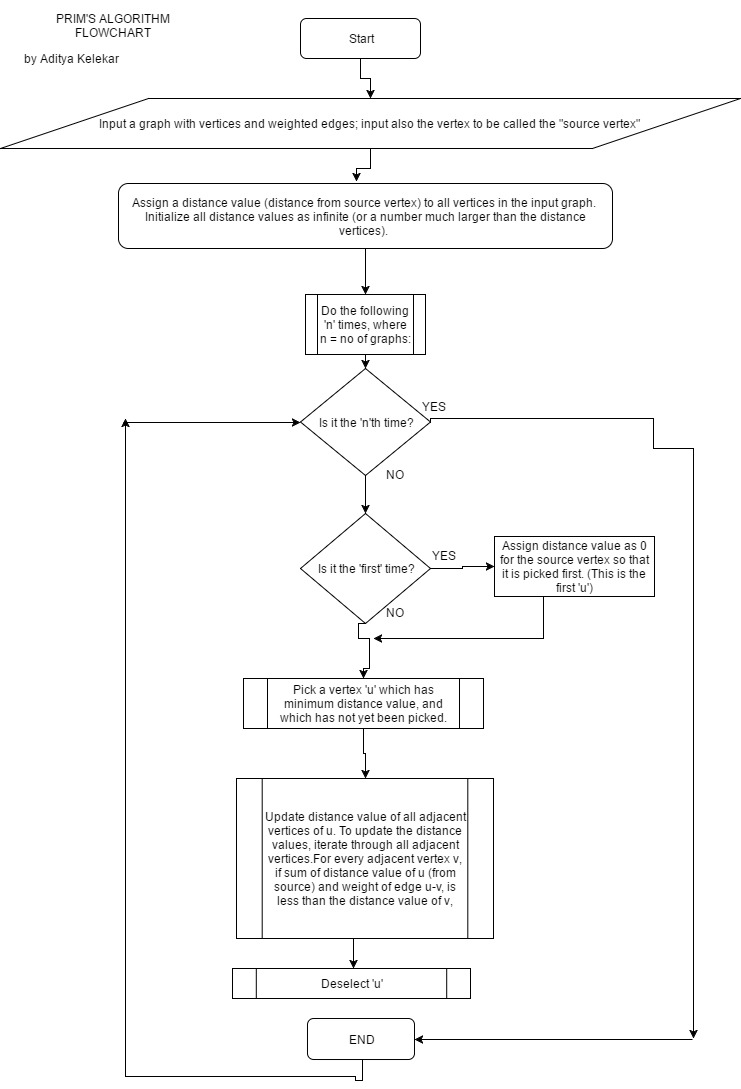 PRIM'S ALGORITHM
FLOWCHART
by Aditya Kelekar
Start
Input a graph with vertices and weighted edges; input also the vertex to be called the "source vertex"
Assign a distance value (distance from source vertex) to all vertices in the input graph.
Initialize all distance values as infinite (or a number much larger than the distance
vertices).
Do the following
'n' times, where
n = no of graphs:
Is it the 'n'th time?
YES
NO
Is it the 'first' time?
YES
Assign distance value as 0
for the source vertex so that
it is picked first. (This is the
first 'u')
NO
Pick a vertex 'u' which has
minimum distance value, and
which has not yet been picked.
Update distance value of all adjacent
vertices of u. To update the distance
values, iterate through all adjacent
vertices.For every adjacent vertex v,
if sum of distance value of u (from
source) and weight of edge u-v, is
less than the distance value of v,
Deselect 'u'
END